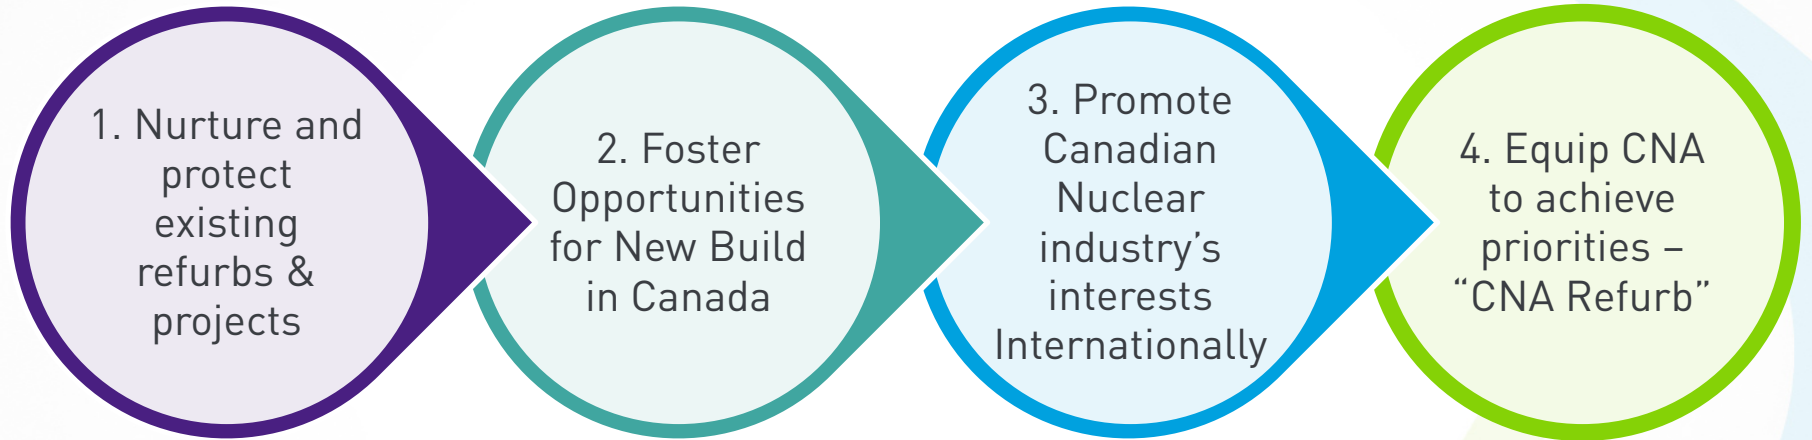 1. Nurture and
protect
existing
refurbs &
projects
2. Foster
Opportunities
for New Build
in Canada
3. Promote
Canadian
Nuclear
industry’s
interests
Internationally
4. Equip CNA
to achieve
priorities –
“CNA Refurb”